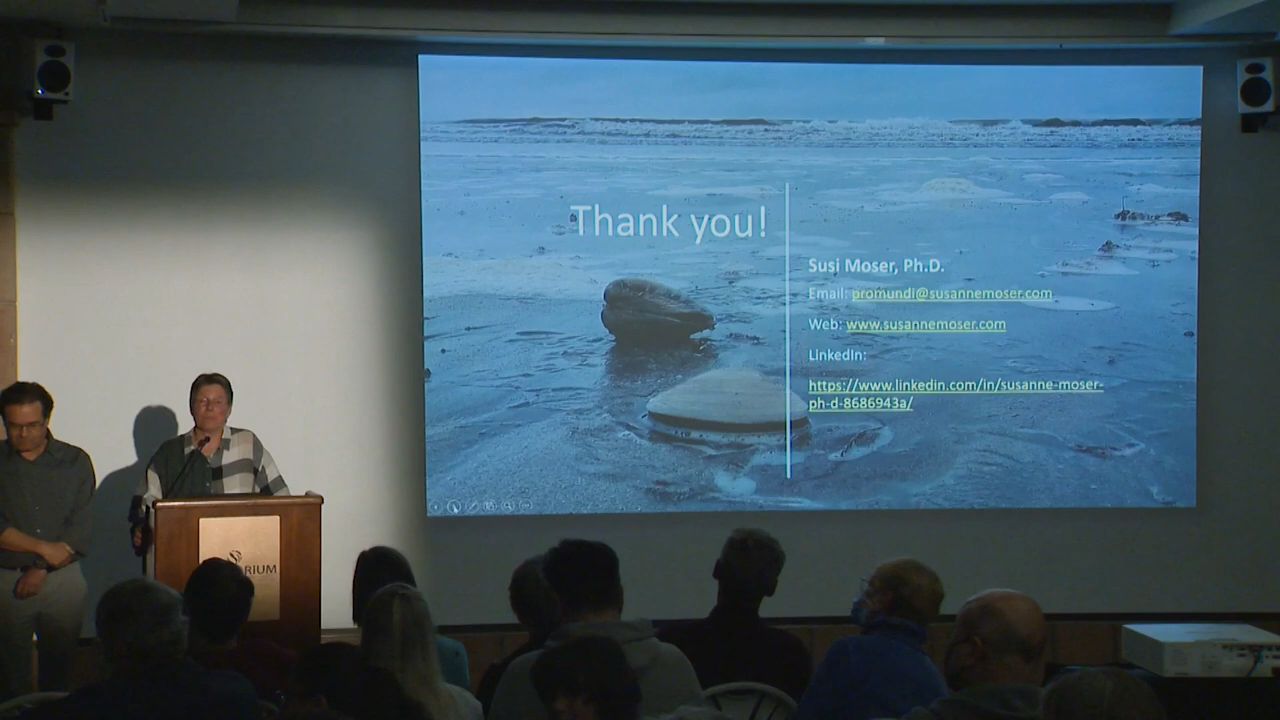 Thank you!
Susi Moser, Ph.D.
Email: promundi@susannemoser.com
Web: www.susannemoser.com
LinkedIn:
https://www.linkedin.com/in/susanne-moser-
ph-d-8686943a/